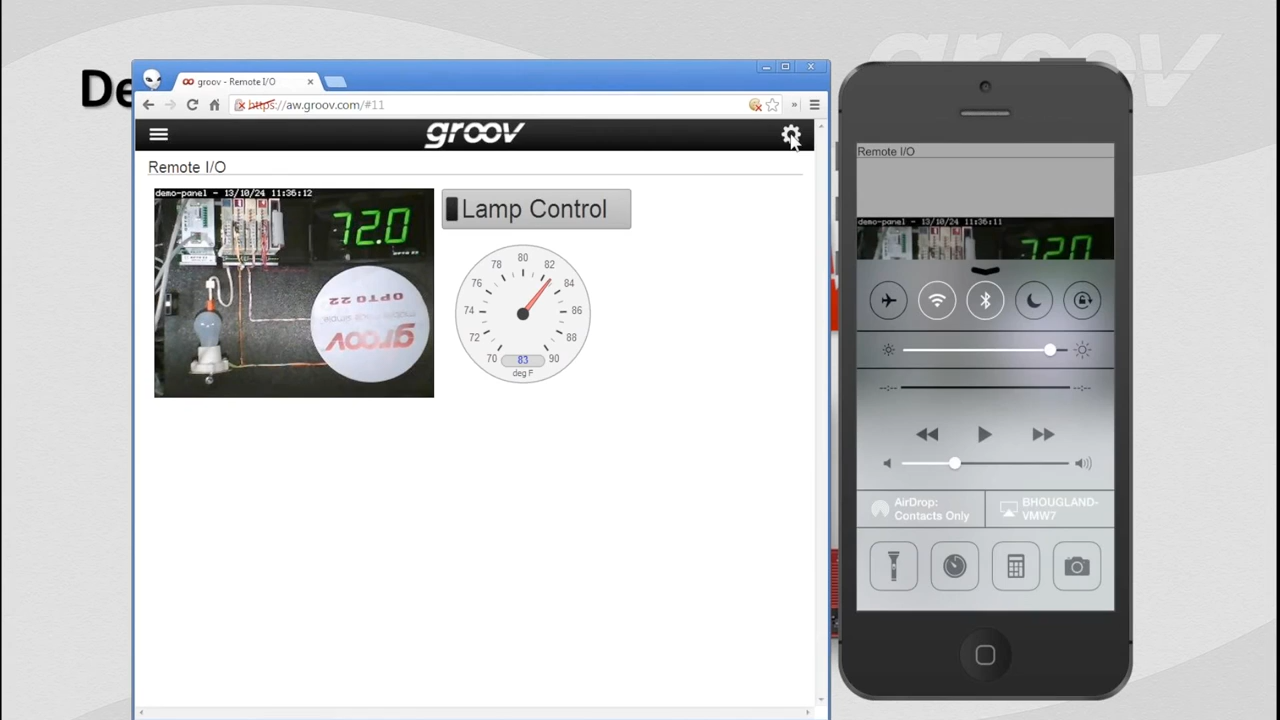 groov
De
groov - Remote I/O
https://aw.groov.com/#11
groov
Remote I/O
demo-panel - 13/10/24 11:36:12
72.0
OPTO 22
groov
Lamp Control
70 72 74 76 78 80 82 84 86 88 90
83
deg F
Remote I/O
demo-panel - 13/10/24 11:36:11
72.0
--:-- --:--
AirDrop:
Contacts Only
BHOUGLAND-
VMW7